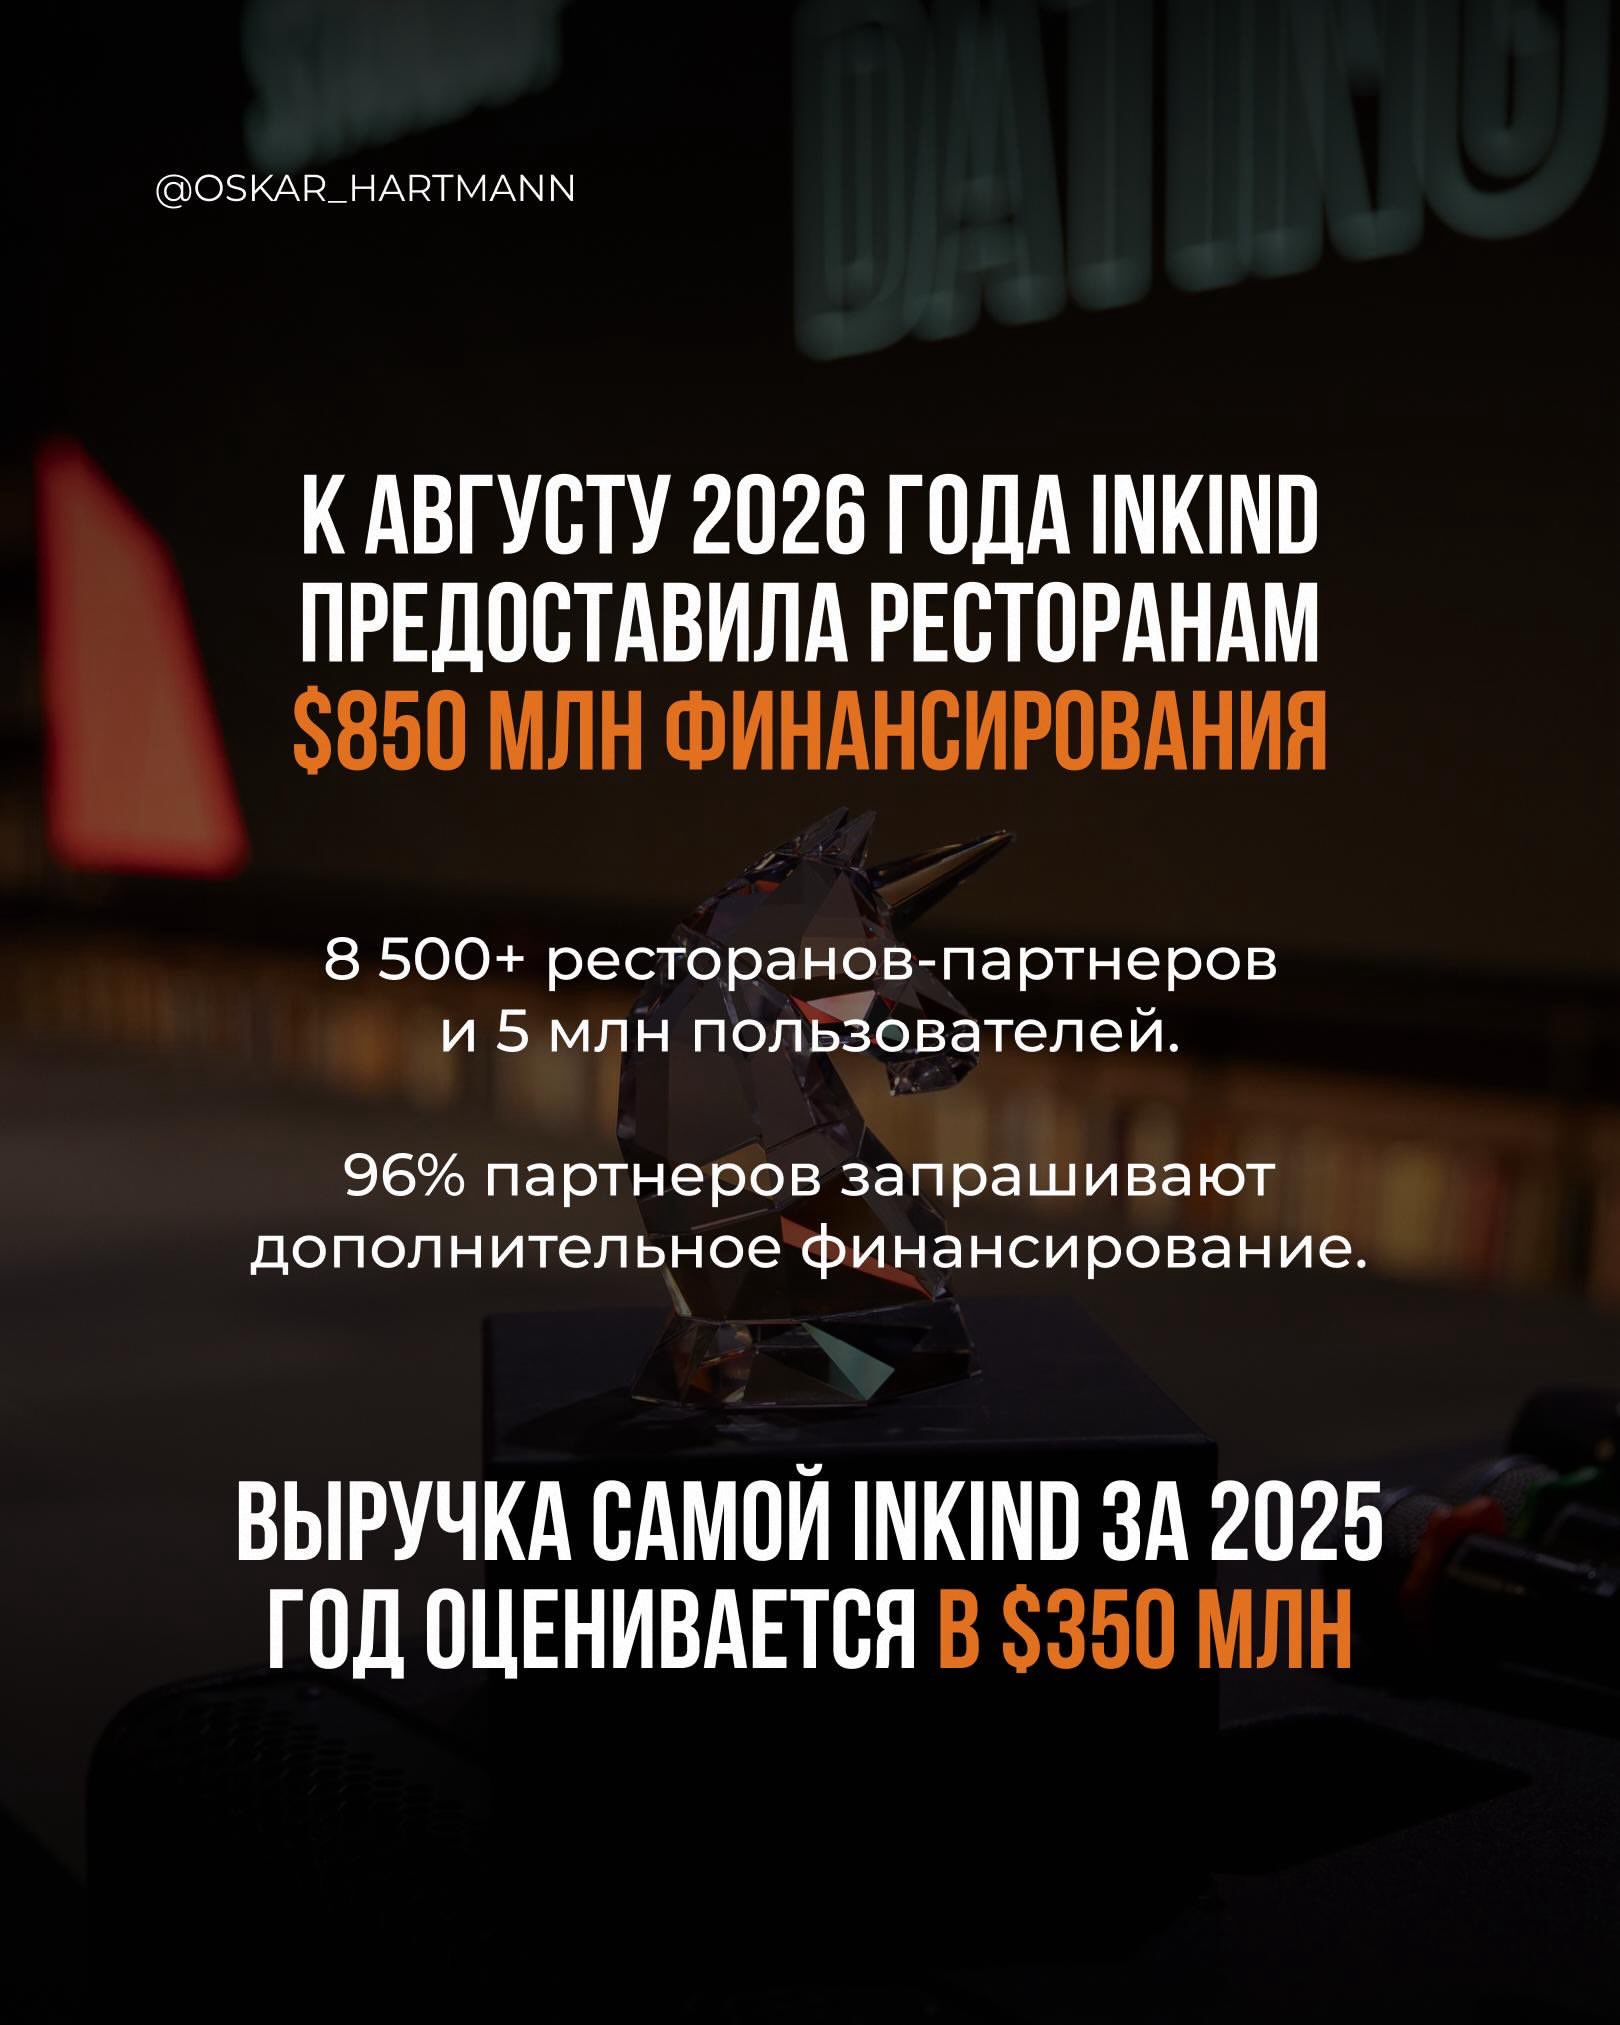 @OSKAR_HARTMANN
DATING
К АВГУСТУ 2026 ГОДА INKIND
ПРЕДОСТАВИЛА РЕСТОРАНАМ
$850 МЛН ФИНАНСИРОВАНИЯ
8 500+ ресторанов-партнеров
и 5 млн пользователей.
96% партнеров запрашивают
дополнительное финансирование.
ВЫРУЧКА САМОЙ INKIND ЗА 2025
ГОД ОЦЕНИВАЕТСЯ В $350 МЛН